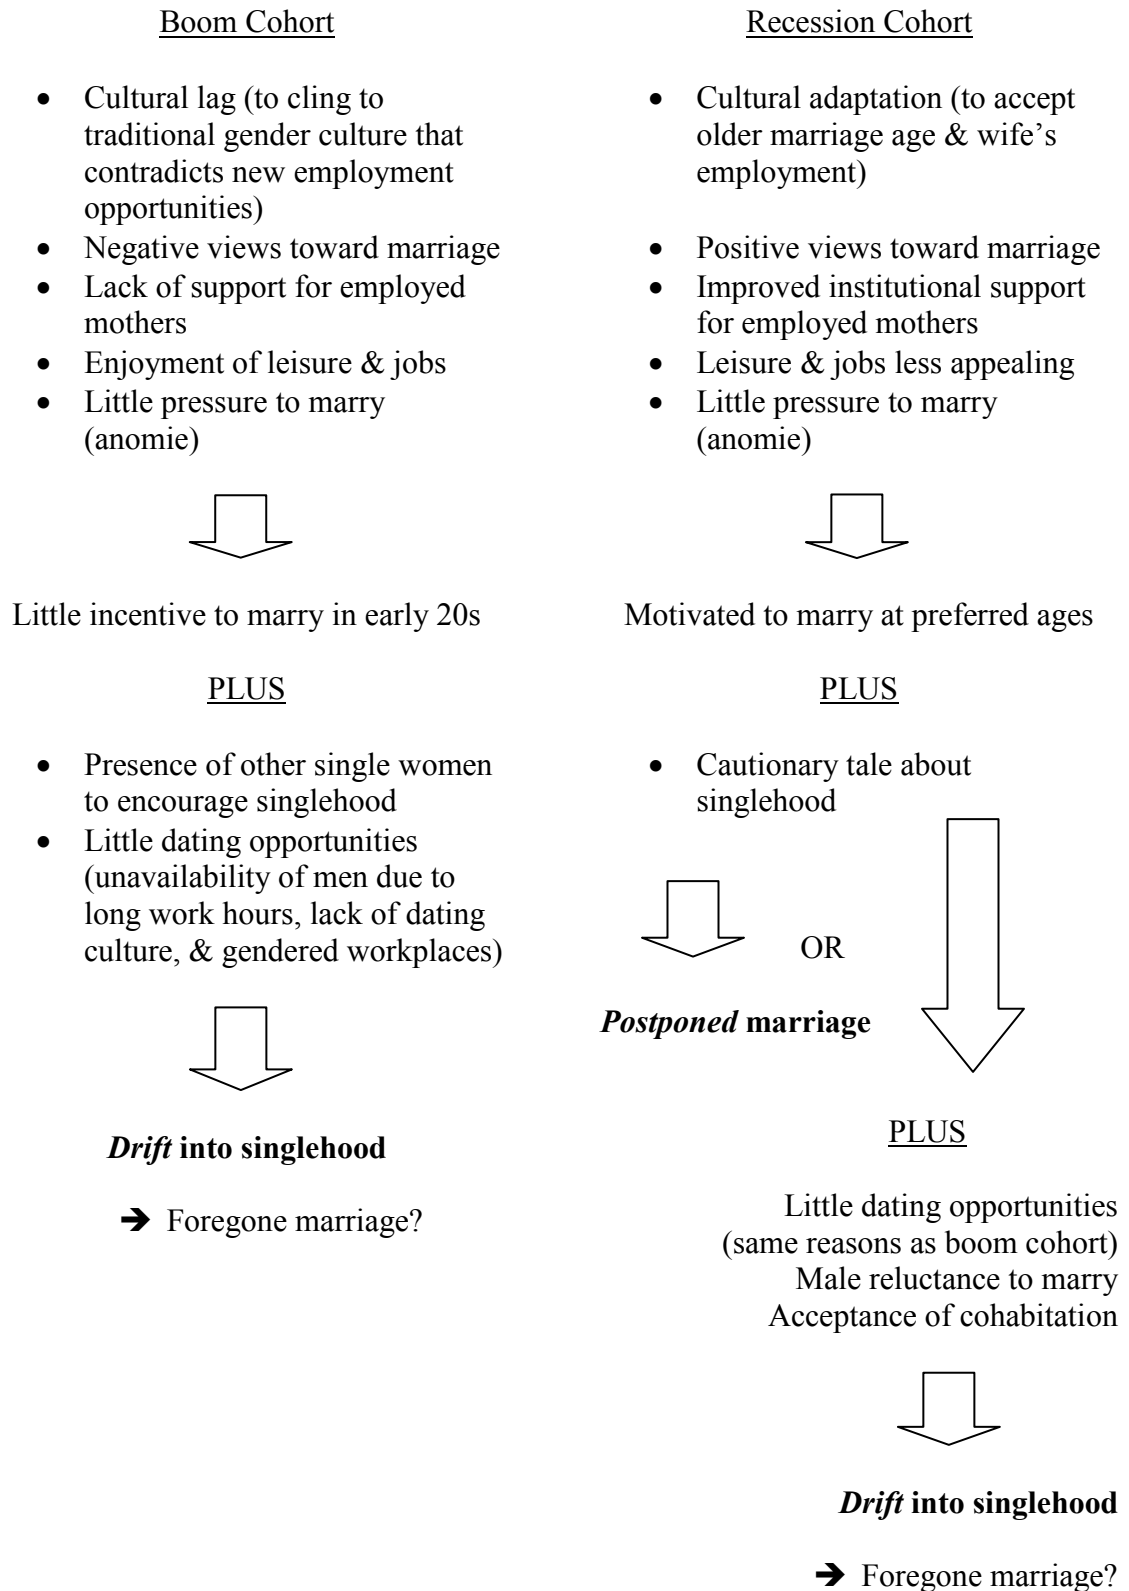 Boom Cohort
• Cultural lag (to cling to
traditional gender culture that
contradicts new employment
opportunities)
• Negative views toward marriage
• Lack of support for employed
mothers
• Enjoyment of leisure & jobs
• Little pressure to marry
(anomie)
Little incentive to marry in early 20s
PLUS
• Presence of other single women
to encourage singlehood
• Little dating opportunities
(unavailability of men due to
long work hours, lack of dating
culture, & gendered workplaces)
Drift into singlehood
➔ Foregone marriage?
Recession Cohort
• Cultural adaptation (to accept
older marriage age & wife’s
employment)
• Positive views toward marriage
• Improved institutional support
for employed mothers
• Leisure & jobs less appealing
• Little pressure to marry
(anomie)
Motivated to marry at preferred ages
PLUS
• Cautionary tale about
singlehood
OR
Postponed marriage
PLUS
Little dating opportunities
(same reasons as boom cohort)
Male reluctance to marry
Acceptance of cohabitation
Drift into singlehood
➔ Foregone marriage?